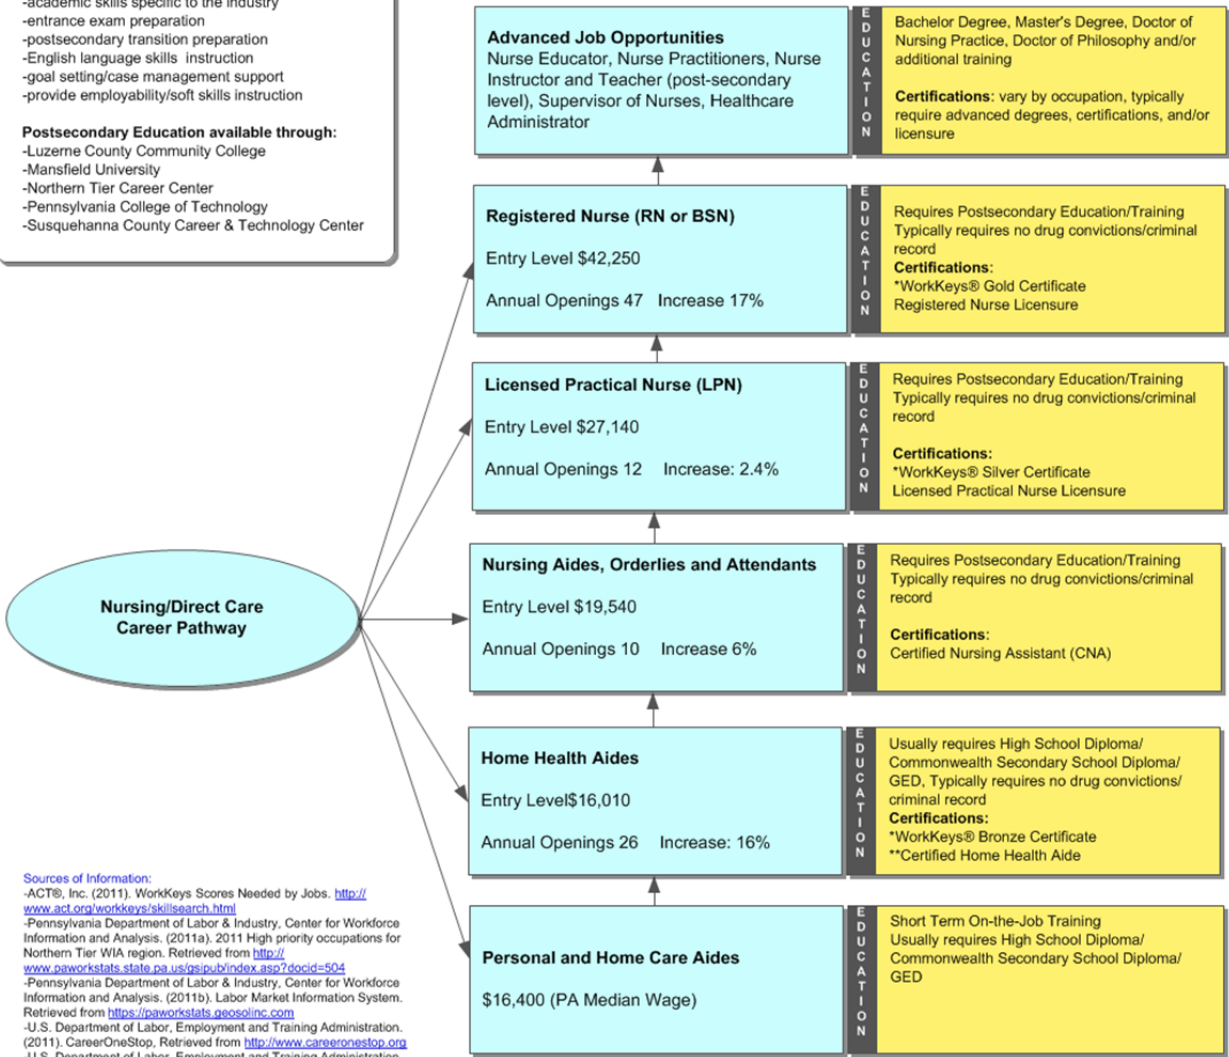 -academic skills specific to the industry
-entrance exam preparation
-postsecondary transition preparation
-English language skills  instruction
-goal setting/case management support
-provide employability/soft skills instruction
Postsecondary Education available through:
-Luzerne County Community College
-Mansfield University
-Northern Tier Career Center
-Pennsylvania College of Technology
-Susquehanna County Career & Technology Center
Advanced Job Opportunities
Nurse Educator, Nurse Practitioners, Nurse
Instructor and Teacher (post-secondary
level), Supervisor of Nurses, Healthcare
Administrator
EDUCATION
Bachelor Degree, Master's Degree, Doctor of
Nursing Practice, Doctor of Philosophy and/or
additional training
Certifications: vary by occupation, typically
require advanced degrees, certifications, and/or
licensure
Registered Nurse (RN or BSN)
Entry Level $42,250
Annual Openings 47   Increase 17%
EDUCATION
Requires Postsecondary Education/Training
Typically requires no drug convictions/criminal
record
Certifications:
*WorkKeys® Gold Certificate
Registered Nurse Licensure
Licensed Practical Nurse (LPN)
Entry Level $27,140
Annual Openings 12    Increase: 2.4%
EDUCATION
Requires Postsecondary Education/Training
Typically requires no drug convictions/criminal
record
Certifications:
*WorkKeys® Silver Certificate
Licensed Practical Nurse Licensure
Nursing/Direct Care
Career Pathway
Nursing Aides, Orderlies and Attendants
Entry Level $19,540
Annual Openings 10    Increase 6%
EDUCATION
Requires Postsecondary Education/Training
Typically requires no drug convictions/criminal
record
Certifications:
Certified Nursing Assistant (CNA)
Home Health Aides
Entry Level$16,010
Annual Openings 26    Increase: 16%
EDUCATION
Usually requires High School Diploma/
Commonwealth Secondary School Diploma/
GED, Typically requires no drug convictions/
criminal record
Certifications:
*WorkKeys® Bronze Certificate
**Certified Home Health Aide
Personal and Home Care Aides
$16,400 (PA Median Wage)
EDUCATION
Short Term On-the-Job Training
Usually requires High School Diploma/
Commonwealth Secondary School Diploma/
GED
Sources of Information:
-ACT®, Inc. (2011). WorkKeys Scores Needed by Jobs. http://
www.act.org/workkeys/skillsearch.html
-Pennsylvania Department of Labor & Industry, Center for Workforce
Information and Analysis. (2011a). 2011 High priority occupations for
Northern Tier WIA region. Retrieved from http://
www.paworkstats.state.pa.us/gsipub/index.asp?docid=504
-Pennsylvania Department of Labor & Industry, Center for Workforce
Information and Analysis. (2011b). Labor Market Information System.
Retrieved from https://paworkstats.geosolinc.com
-U.S. Department of Labor, Employment and Training Administration.
(2011). CareerOneStop, Retrieved from http://www.careeronestop.org
-U.S. Department of Labor, Employment and Training Administration